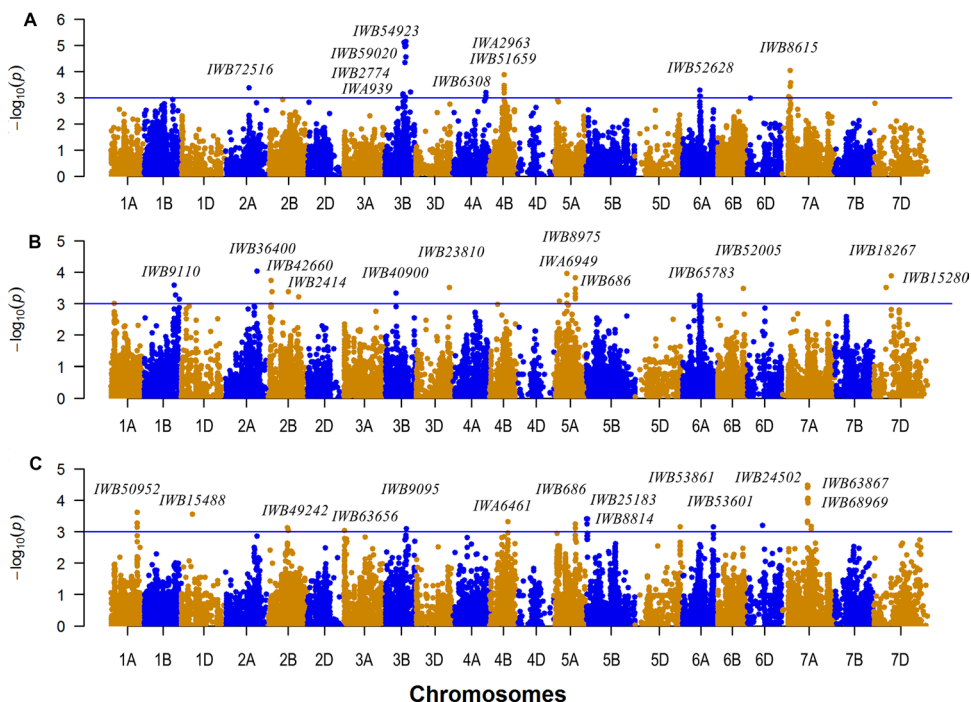 A
−log10(p)
6
5
4
3
2
1
0
IWB72516
IWB54923
IWB59020
IWB2774
IWA939
IWB6308
IWA2963
IWB51659
IWB52628
IWB8615
1A 1B 1D 2A 2B 2D 3A 3B 3D 4A 4B 4D 5A 5B 5D 6A 6B 6D 7A 7B 7D
B
−log10(p)
5
4
3
2
1
0
IWB9110
IWB36400
IWB42660
IWB2414
IWB40900
IWB23810
IWB8975
IWA6949
IWB686
IWB65783
IWB52005
IWB18267
IWB15280
1A 1B 1D 2A 2B 2D 3A 3B 3D 4A 4B 4D 5A 5B 5D 6A 6B 6D 7A 7B 7D
C
−log10(p)
5
4
3
2
1
0
IWB50952
IWB15488
IWB49242
IWB63656
IWB9095
IWA6461
IWB686
IWB25183
IWB8814
IWB53861
IWB53601
IWB24502
IWB63867
IWB68969
1A 1B 1D 2A 2B 2D 3A 3B 3D 4A 4B 4D 5A 5B 5D 6A 6B 6D 7A 7B 7D
Chromosomes